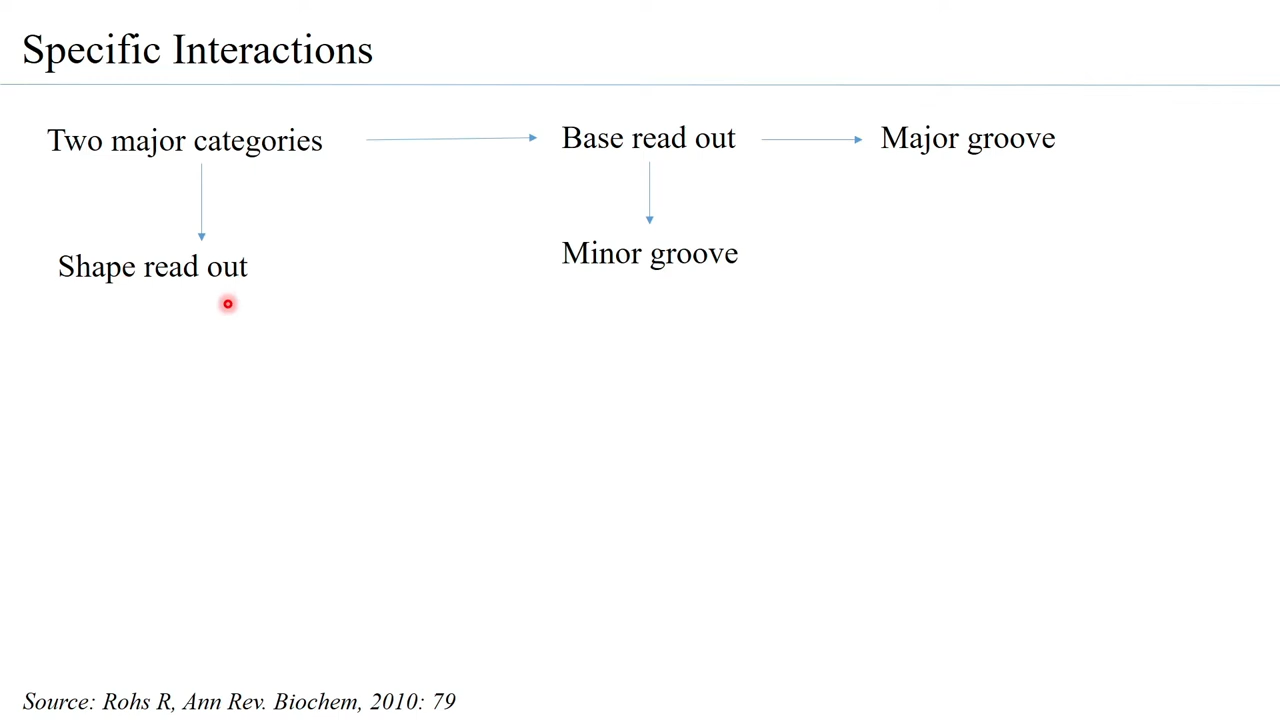 Specific Interactions
Two major categories
Base read out
Major groove
Shape read out
Minor groove
Source: Rohs R, Ann Rev. Biochem, 2010: 79